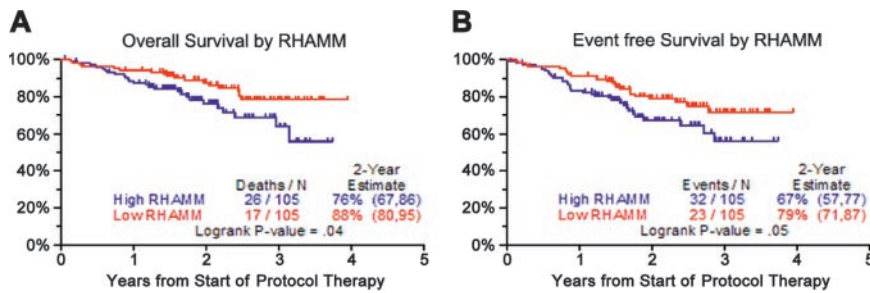 A
Overall Survival by RHAMM
100%
80%
60%
40%
20%
0%
2-Year
Deaths / N Estimate
High RHAMM 26 / 105 76% (67,86)
Low RHAMM 17 / 105 88% (80,95)
Logrank P-value = .04
0 1 2 3 4 5
Years from Start of Protocol Therapy
B
Event free Survival by RHAMM
100%
80%
60%
40%
20%
0%
2-Year
Events / N Estimate
High RHAMM 32 / 105 67% (57,77)
Low RHAMM 23 / 105 79% (71,87)
Logrank P-value = .05
0 1 2 3 4 5
Years from Start of Protocol Therapy